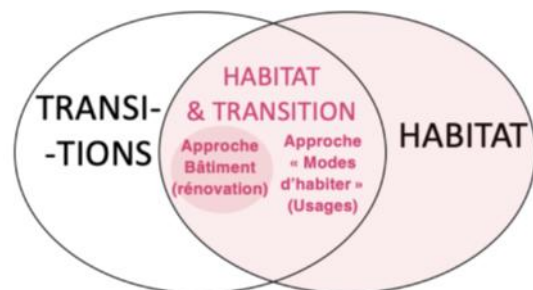 TRANSI-
-TIONS
HABITAT
& TRANSITION
Approche
Bâtiment
(rénovation)
Approche
« Modes
d'habiter »
(Usages)
HABITAT